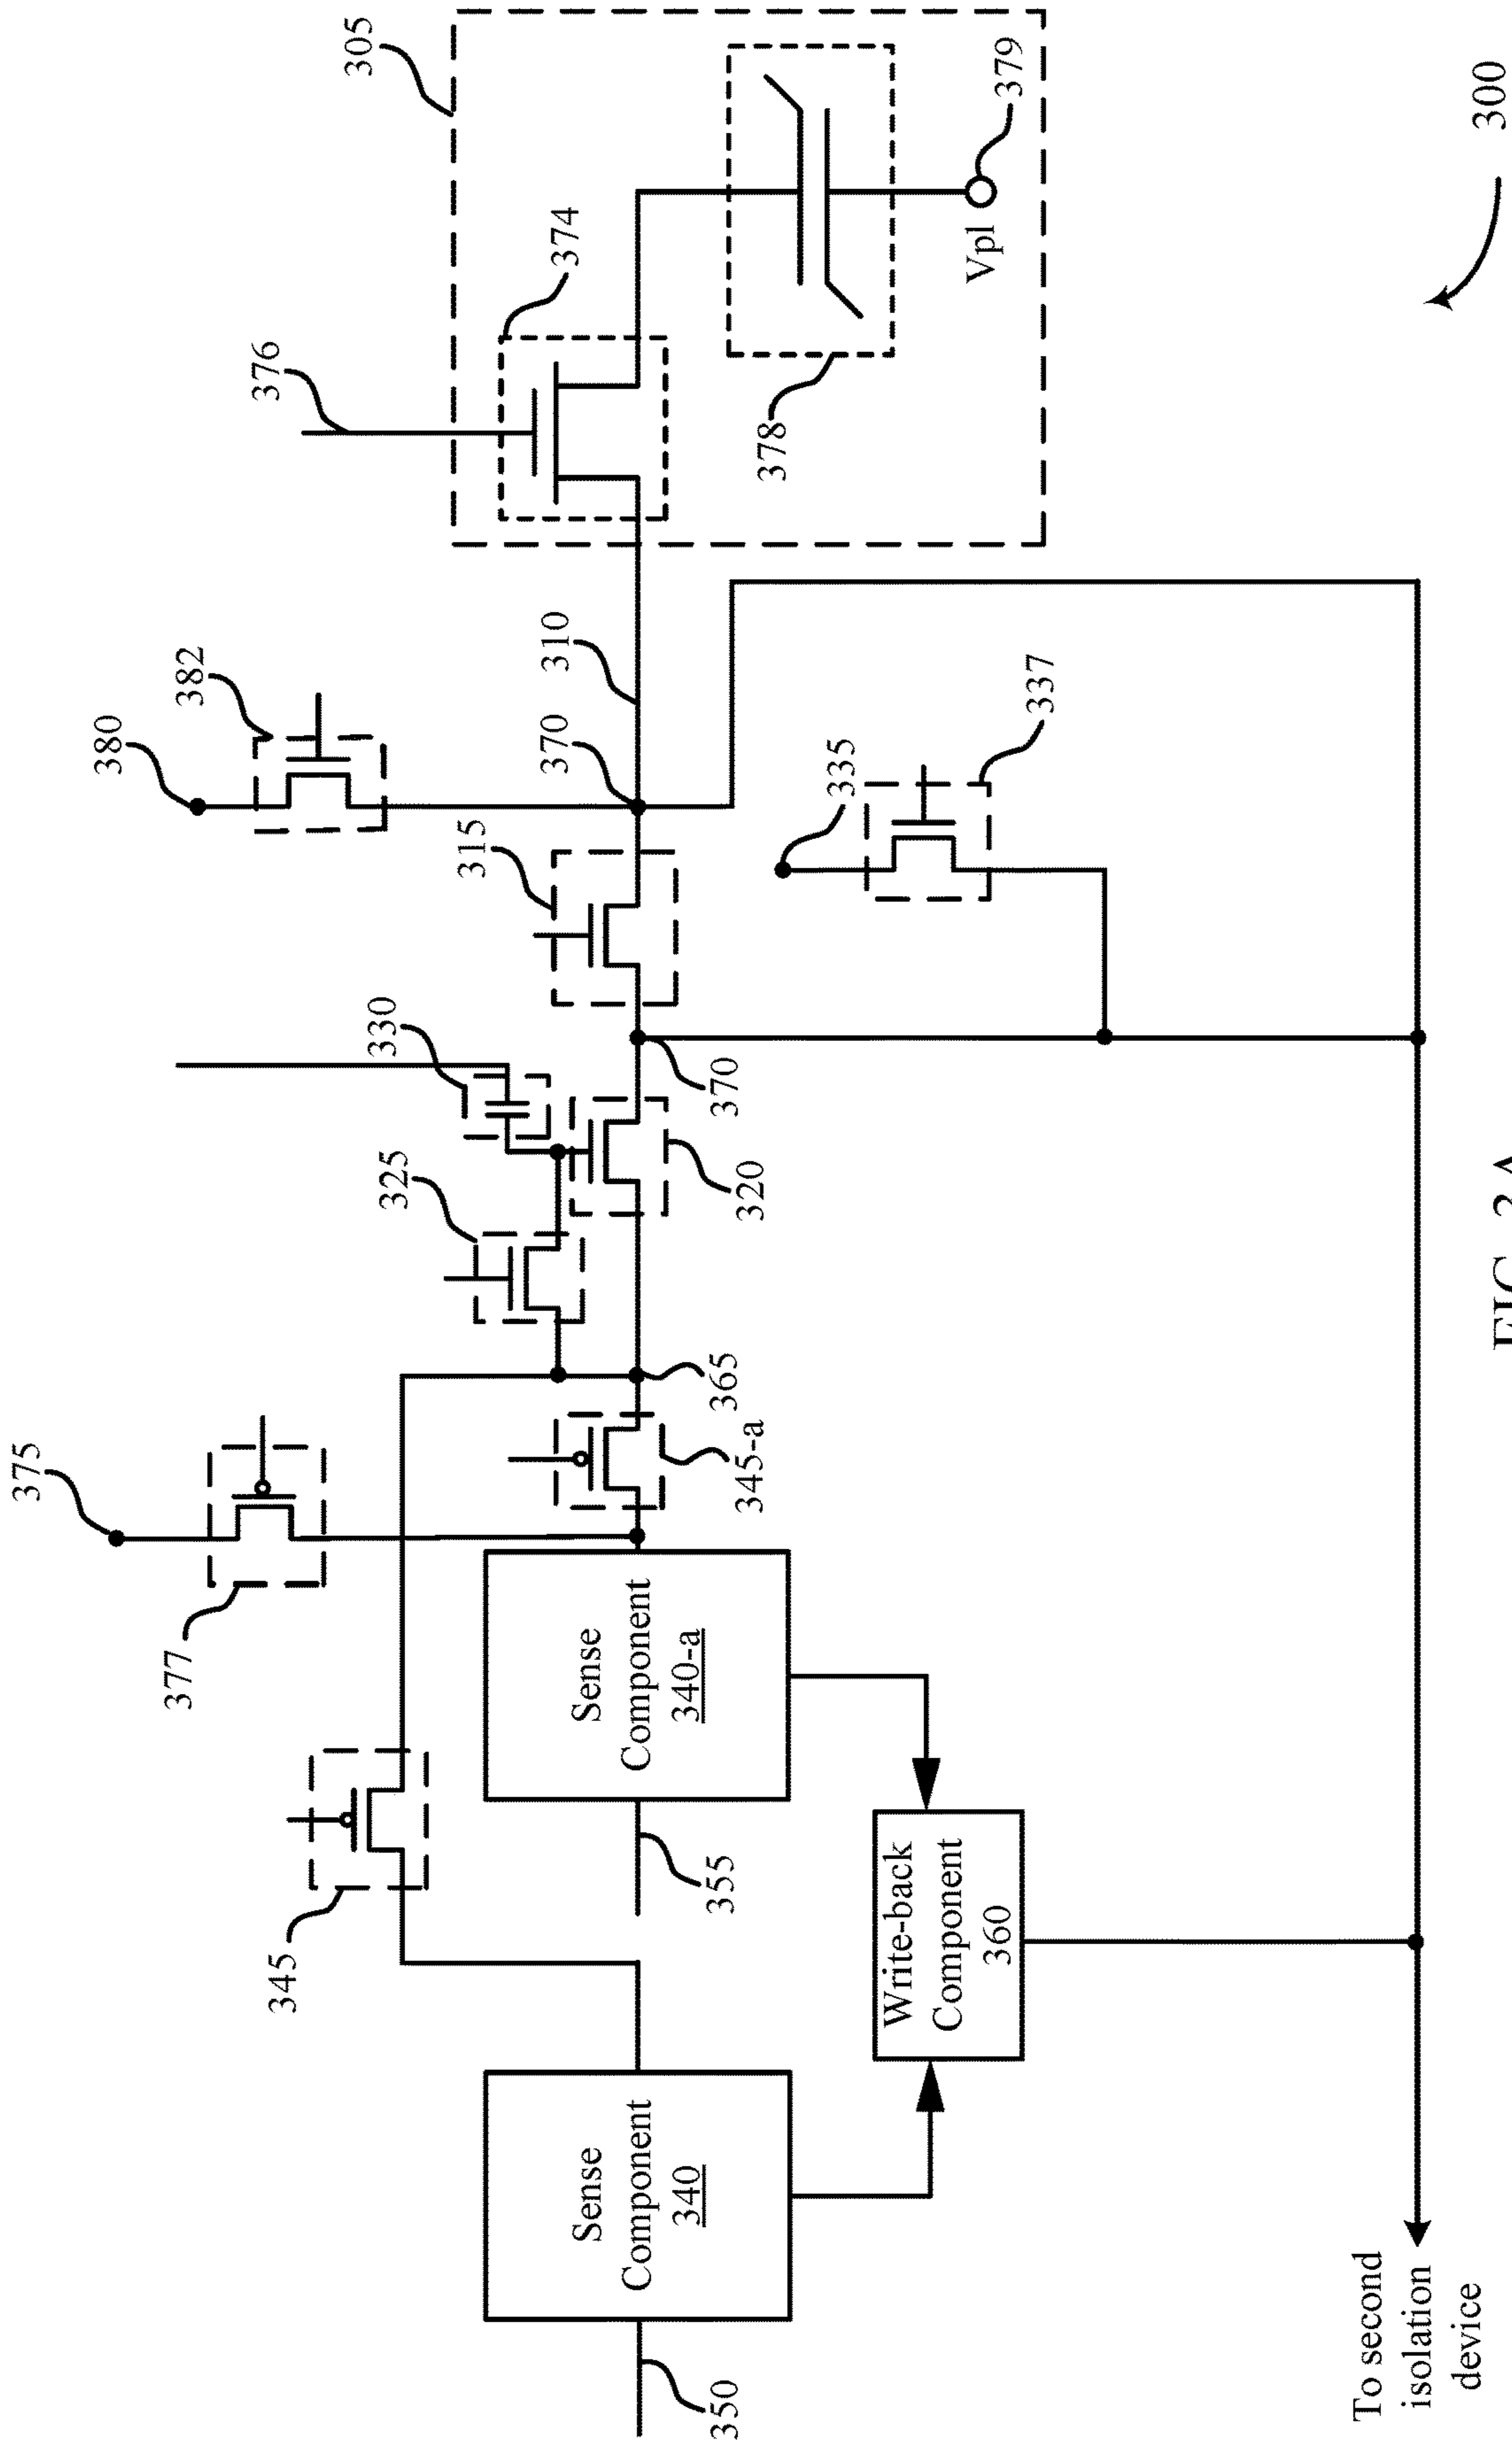 375
380
377
382
345
376
305
330
325
315
370
310
374
Sense
Component
340
Sense
Component
340-a
350
355
345-a
365
320
370
378
335
Write-back
Component
360
Vpl
379
337
To second
isolation
device
300
FIG. 3A